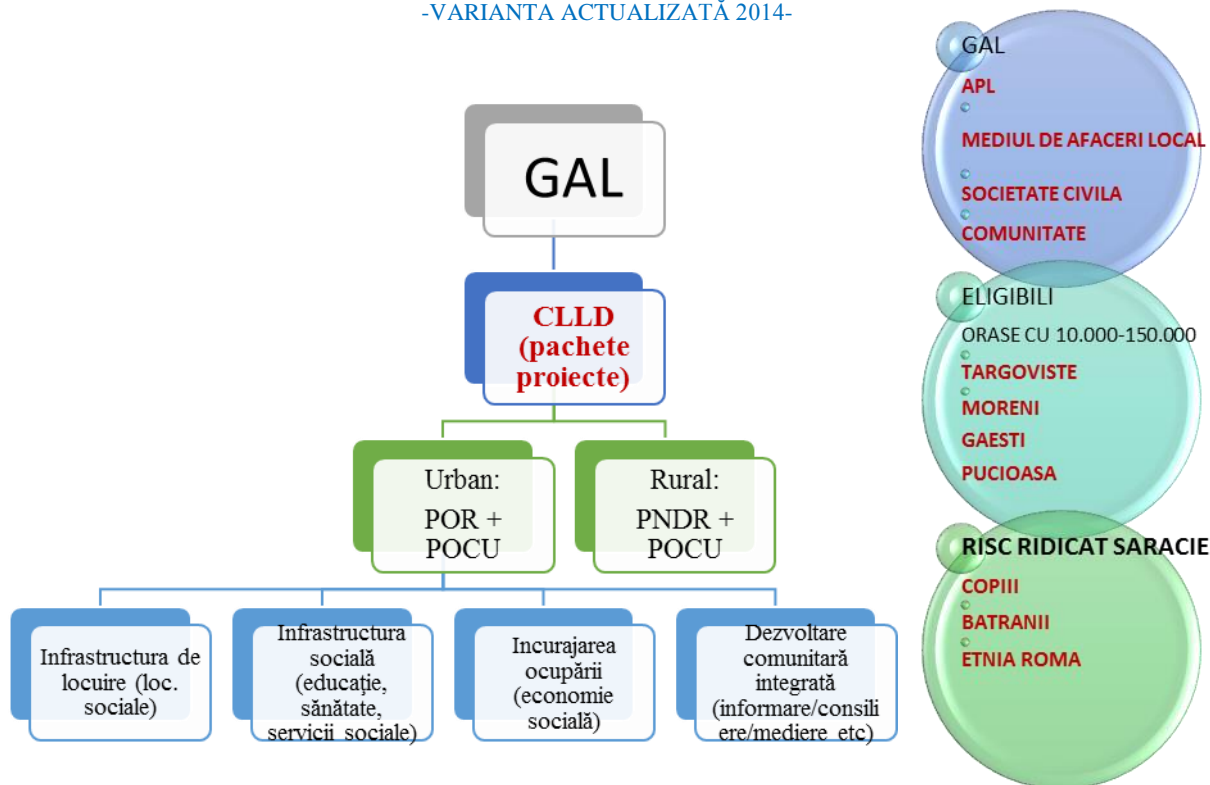 -VARIANTA ACTUALIZATĂ 2014-
GAL
CLLD
(pachete
proiecte)
Urban:
POR +
POCU
Rural:
PNDR +
POCU
Infrastructura de
locuire (loc.
sociale)
Infrastructura
socială
(educaţie,
sănătate,
servicii sociale)
Incurajarea
ocupării
(economie
socială)
Dezvoltare
comunitară
integrată
(informare/consili
ere/mediere etc)
GAL
APL
MEDIUL DE AFACERI LOCAL
SOCIETATE CIVILA
COMUNITATE
ELIGIBILI
ORASE CU 10.000-150.000
TARGOVISTE
MORENI
GAESTI
PUCIOASA
RISC RIDICAT SARACIE
COPIII
BATRANII
ETNIA ROMA